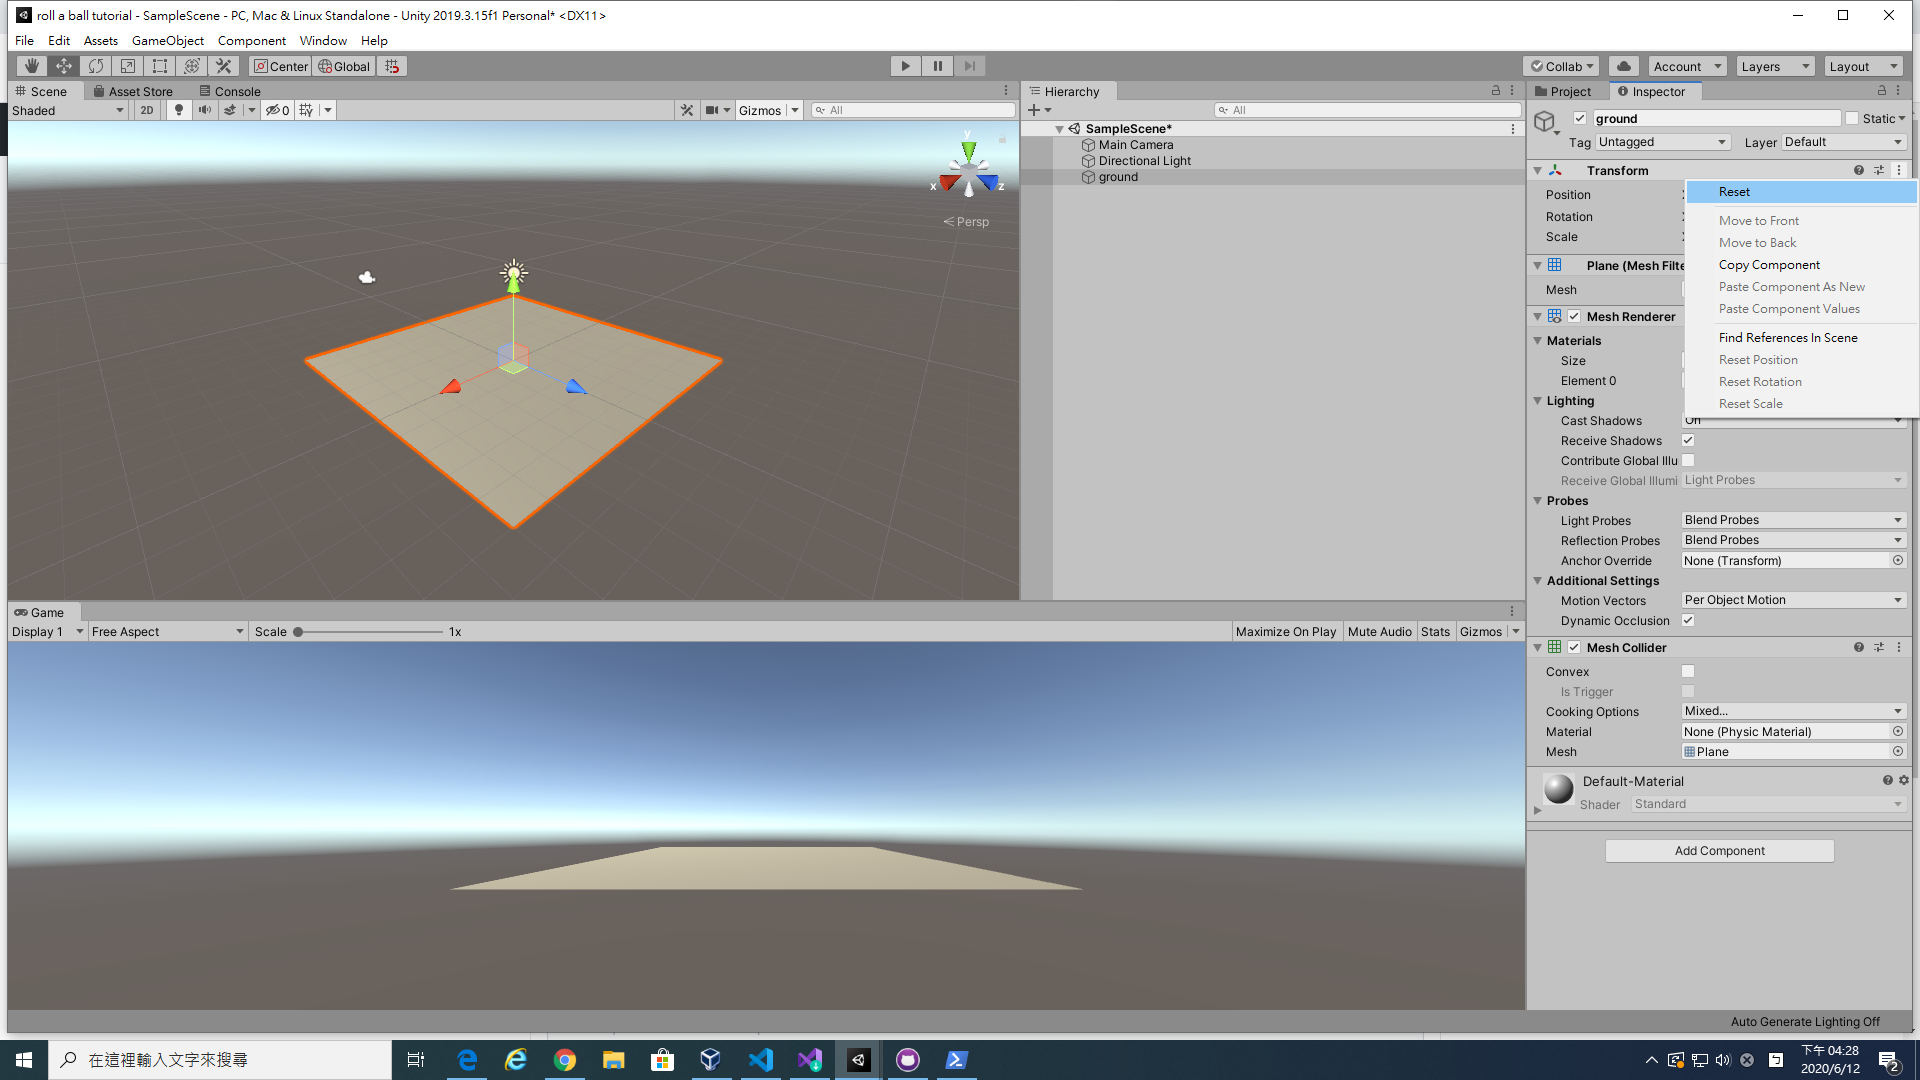 roll a ball tutorial - SampleScene - PC, Mac & Linux Standalone - Unity 2019.3.15f1 Personal* <DX11>
File Edit Assets GameObject Component Window Help
Center Global Collab Account Layers Layout
Scene Asset Store Console
Shaded 2D 0 Gizmos All
y
x
z
Persp
Hierarchy
All
SampleScene*
Main Camera
Directional Light
ground
Game
Display 1 Free Aspect Scale 1x Maximize On Play Mute Audio Stats Gizmos
Project Inspector
ground Static
Tag Untagged Layer Default
Transform
Position
Rotation
Scale
Reset
Move to Front
Move to Back
Copy Component
Paste Component As New
Paste Component Values
Find References In Scene
Reset Position
Reset Rotation
Reset Scale
Plane (Mesh Filte
Mesh
Mesh Renderer
Materials
Size
Element 0
Lighting
Cast Shadows On
Receive Shadows
Contribute Global Illu
Receive Global Illumi Light Probes
Probes
Light Probes Blend Probes
Reflection Probes Blend Probes
Anchor Override None (Transform)
Additional Settings
Motion Vectors Per Object Motion
Dynamic Occlusion
Mesh Collider
Convex
Is Trigger
Cooking Options Mixed...
Material None (Physic Material)
Mesh Plane
Default-Material
Shader Standard
Add Component
Auto Generate Lighting Off
在這裡輸入文字來搜尋
下午 04:28
2020/6/12
2